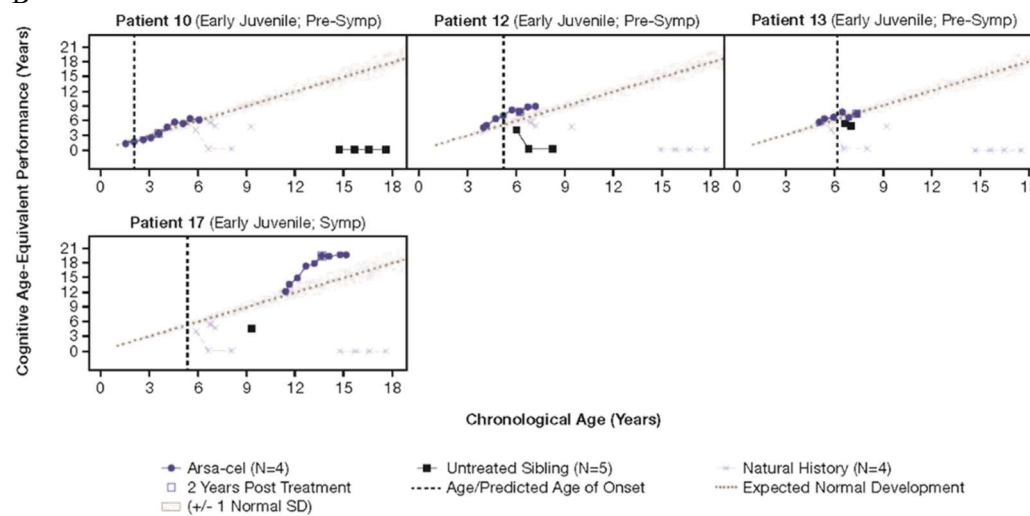 B
Patient 10 (Early Juvenile; Pre-Symp) Patient 12 (Early Juvenile; Pre-Symp) Patient 13 (Early Juvenile; Pre-Symp)
Cognitive Age-Equivalent Performance (Years)
21
18
15
12
9
6
3
0
0 3 6 9 12 15 18 0 3 6 9 12 15 18 0 3 6 9 12 15 18
Patient 17 (Early Juvenile; Symp)
21
18
15
12
9
6
3
0
0 3 6 9 12 15 18
Chronological Age (Years)
Arsa-cel (N=4) Untreated Sibling (N=5) Natural History (N=4)
2 Years Post Treatment Age/Predicted Age of Onset Expected Normal Development
(+/- 1 Normal SD)